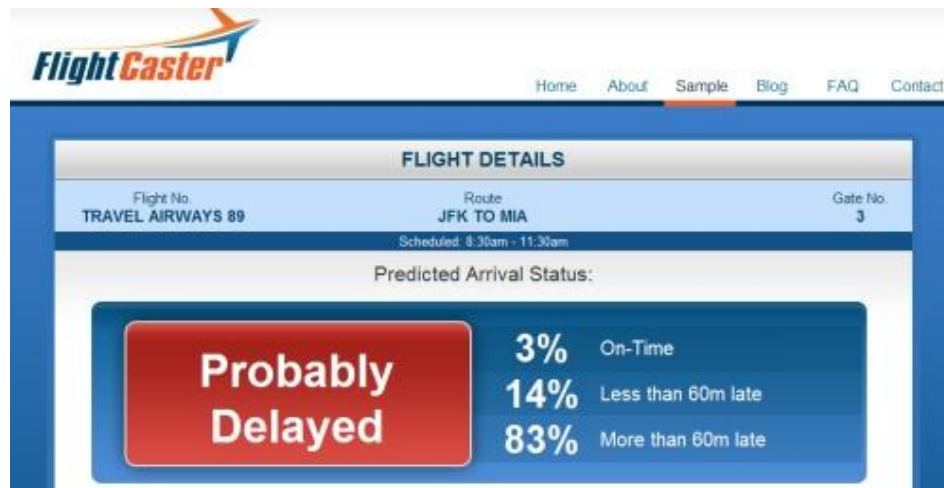 FlightCaster
Home About Sample Blog FAQ Contact
FLIGHT DETAILS
Flight No. Route Gate No.
TRAVEL AIRWAYS 89 JFK TO MIA 3
Scheduled: 8:30am - 11:30am
Predicted Arrival Status:
Probably
Delayed
3% On-Time
14% Less than 60m late
83% More than 60m late